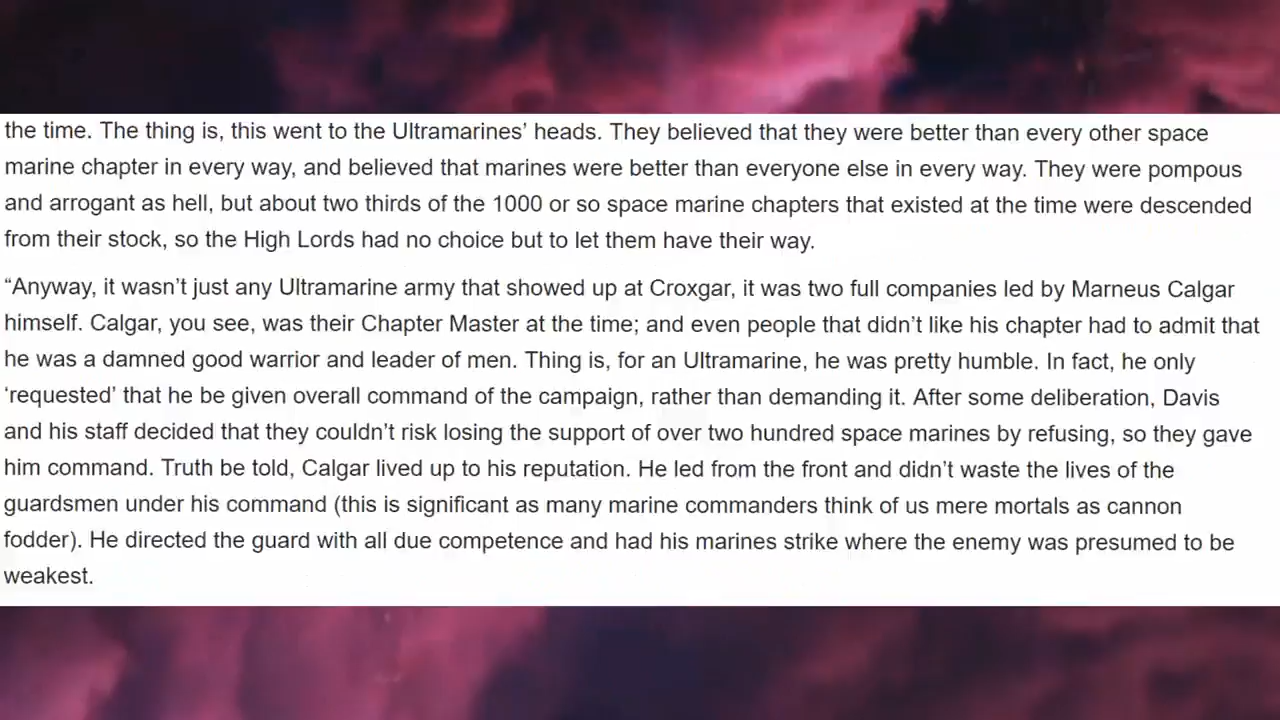 the time. The thing is, this went to the Ultramarines’ heads. They believed that they were better than every other space
marine chapter in every way, and believed that marines were better than everyone else in every way. They were pompous
and arrogant as hell, but about two thirds of the 1000 or so space marine chapters that existed at the time were descended
from their stock, so the High Lords had no choice but to let them have their way.
“Anyway, it wasn’t just any Ultramarine army that showed up at Croxgar, it was two full companies led by Marneus Calgar
himself. Calgar, you see, was their Chapter Master at the time; and even people that didn’t like his chapter had to admit that
he was a damned good warrior and leader of men. Thing is, for an Ultramarine, he was pretty humble. In fact, he only
‘requested’ that he be given overall command of the campaign, rather than demanding it. After some deliberation, Davis
and his staff decided that they couldn’t risk losing the support of over two hundred space marines by refusing, so they gave
him command. Truth be told, Calgar lived up to his reputation. He led from the front and didn’t waste the lives of the
guardsmen under his command (this is significant as many marine commanders think of us mere mortals as cannon
fodder). He directed the guard with all due competence and had his marines strike where the enemy was presumed to be
weakest.